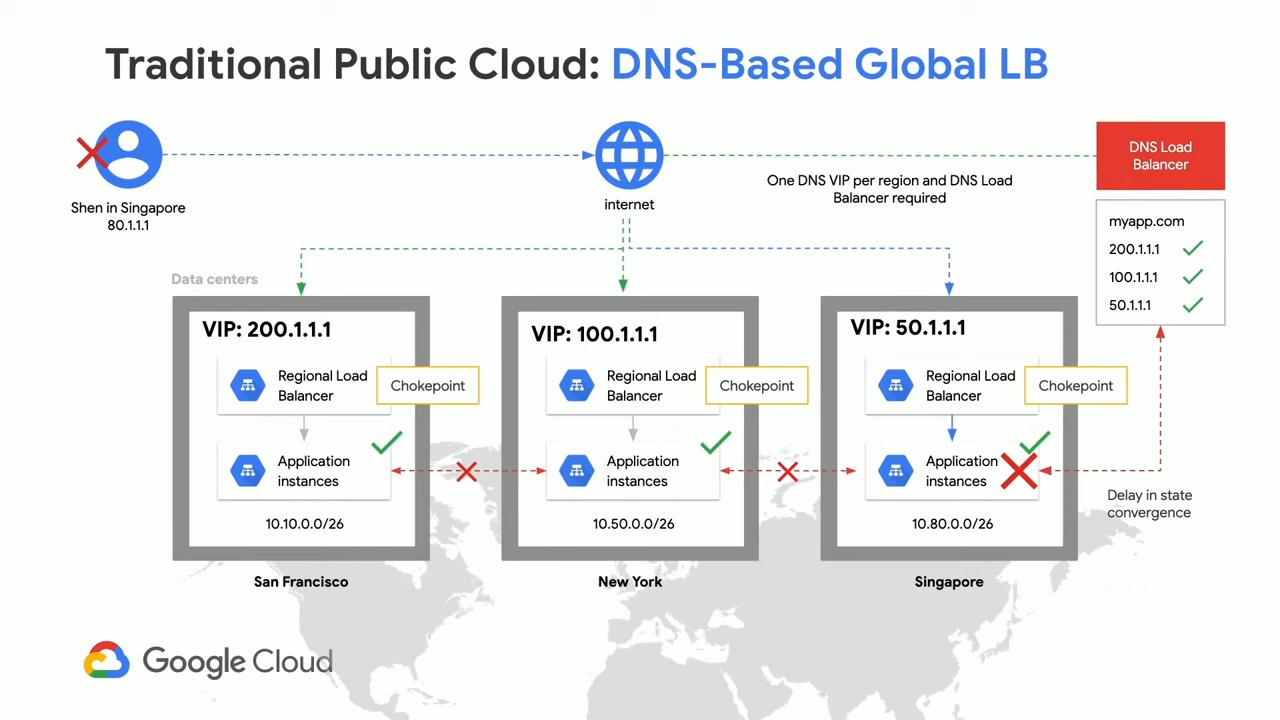 Traditional Public Cloud: DNS-Based Global LB
Shen in Singapore
80.1.1.1
internet
One DNS VIP per region and DNS Load
Balancer required
DNS Load
Balancer
myapp.com
200.1.1.1
100.1.1.1
50.1.1.1
Data centers
VIP: 200.1.1.1
Regional Load
Balancer
Chokepoint
Application
instances
10.10.0.0/26
San Francisco
VIP: 100.1.1.1
Regional Load
Balancer
Chokepoint
Application
instances
10.50.0.0/26
New York
VIP: 50.1.1.1
Regional Load
Balancer
Chokepoint
Application
instances
10.80.0.0/26
Singapore
Delay in state
convergence
Google Cloud